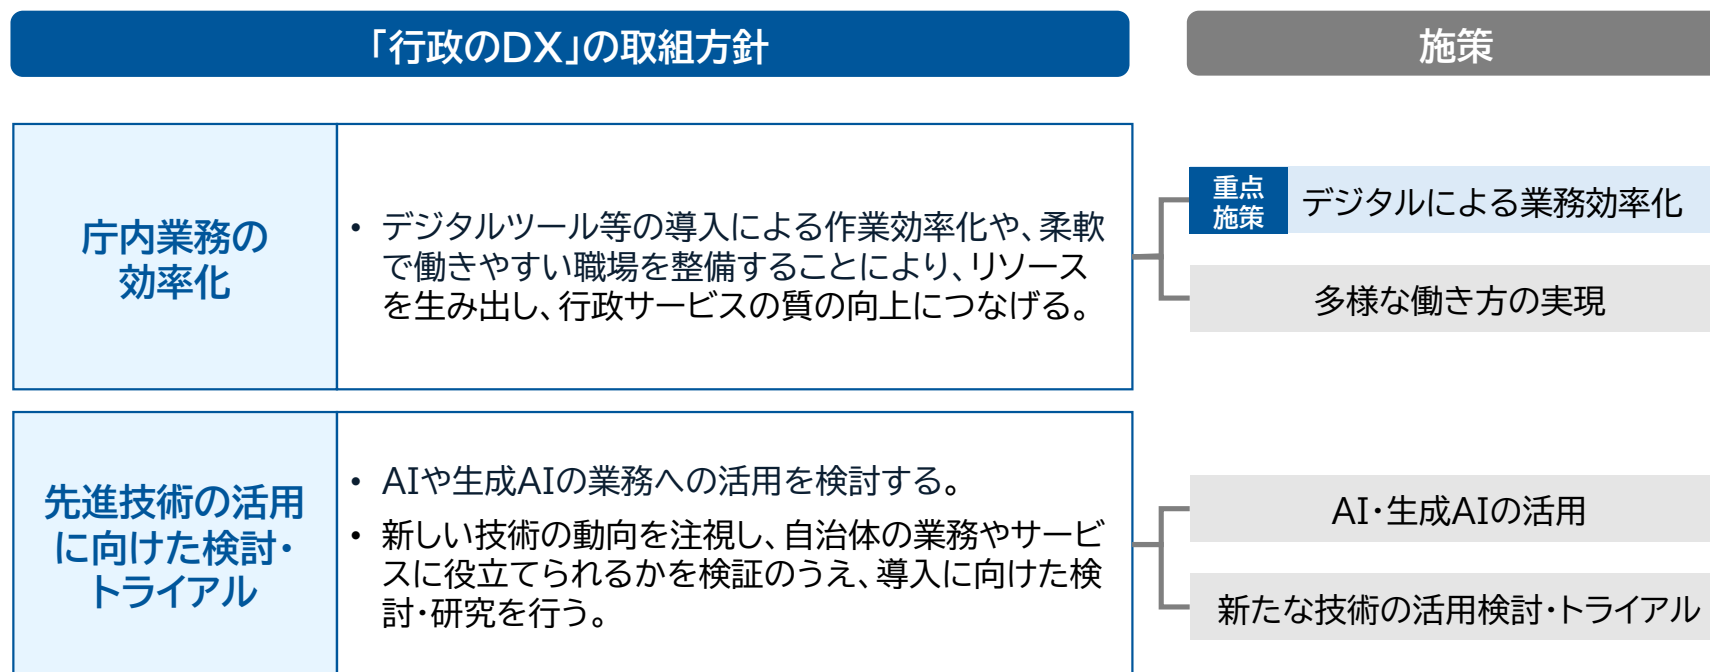 「行政のDX」の取組方針
施策
庁内業務の
効率化
• デジタルツール等の導入による作業効率化や、柔軟
で働きやすい職場を整備することにより、リソース
を生み出し、行政サービスの質の向上につなげる。
重点
施策
デジタルによる業務効率化
多様な働き方の実現
先進技術の活用
に向けた検討・
トライアル
• AIや生成AIの業務への活用を検討する。
• 新しい技術の動向を注視し、自治体の業務やサービ
スに役立てられるかを検証のうえ、導入に向けた検
討・研究を行う。
AI・生成AIの活用
新たな技術の活用検討・トライアル